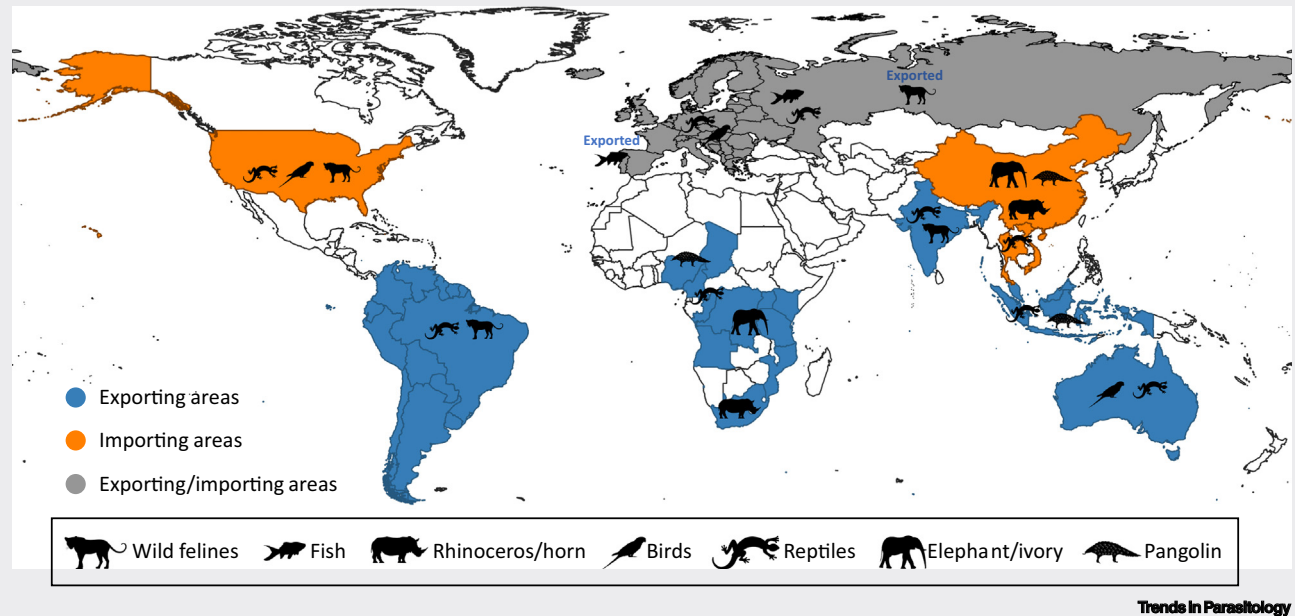 Exported
Exported
Exporting areas
Importing areas
Exporting/importing areas
Wild felines Fish Rhinoceros/horn Birds Reptiles Elephant/ivory Pangolin
Trends in Parasitology